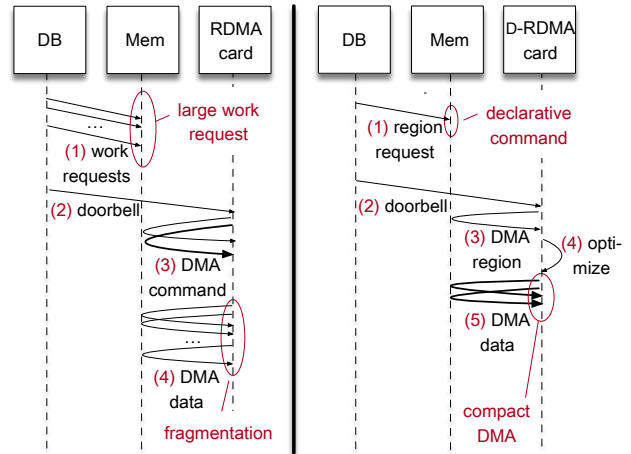 DB
Mem
RDMA
card
large work
request
...
(1) work
requests
(2) doorbell
(3) DMA
command
...
(4) DMA
data
fragmentation
DB
Mem
D-RDMA
card
declarative
command
(1) region
request
(2) doorbell
(3) DMA
region
(4) opti-
mize
(5) DMA
data
compact
DMA